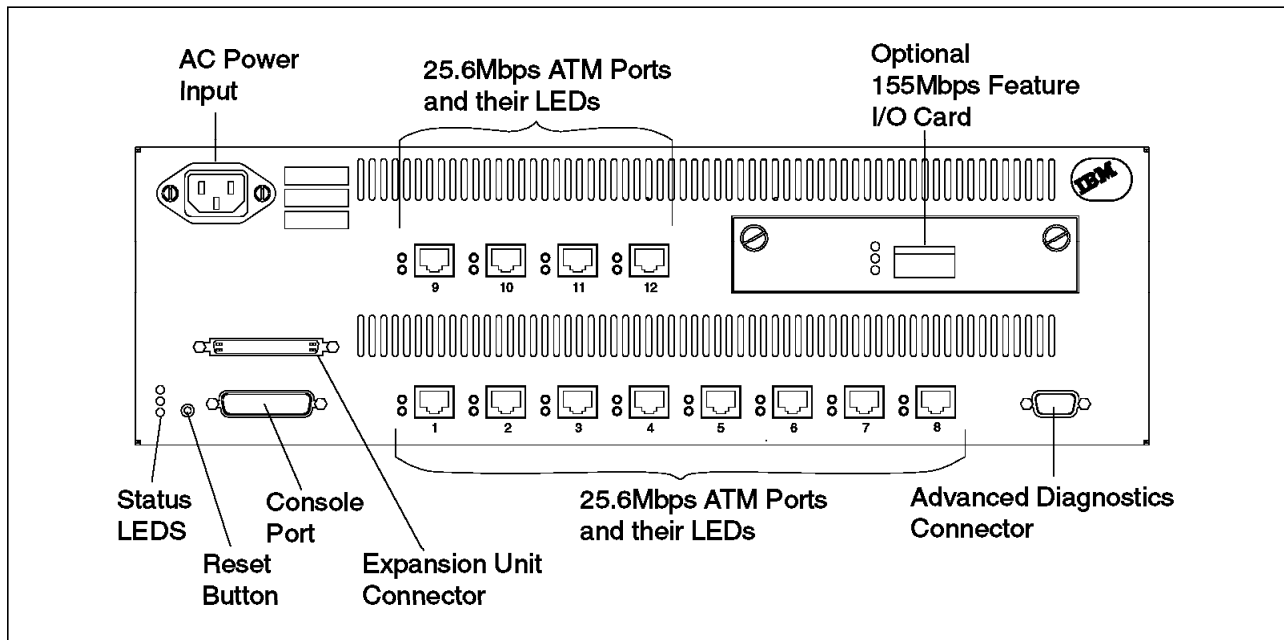 AC Power
Input
25.6Mbps ATM Ports
and their LEDs
Optional
155Mbps Feature
I/O Card
IBM
9 10 11 12
1 2 3 4 5 6 7 8
Status
LEDS
Reset
Button
Console
Port
Expansion Unit
Connector
25.6Mbps ATM Ports
and their LEDs
Advanced Diagnostics
Connector